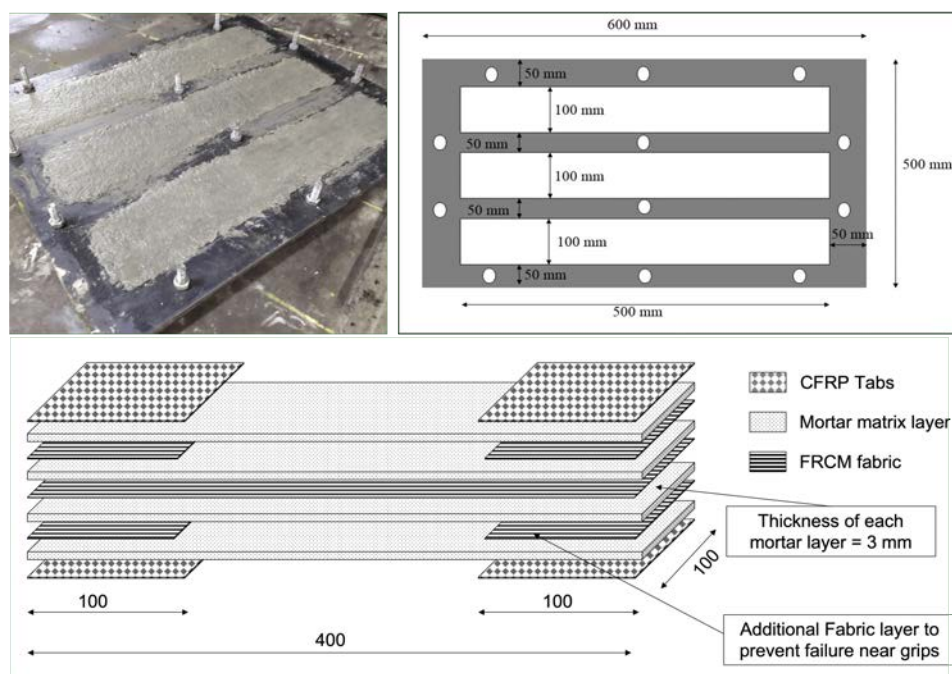 600 mm
50 mm
100 mm
50 mm
100 mm
500 mm
50 mm
50 mm
100 mm
50 mm
500 mm
CFRP Tabs
Mortar matrix layer
FRCM fabric
Thickness of each
mortar layer = 3 mm
100
100
100
400
Additional Fabric layer to
prevent failure near grips